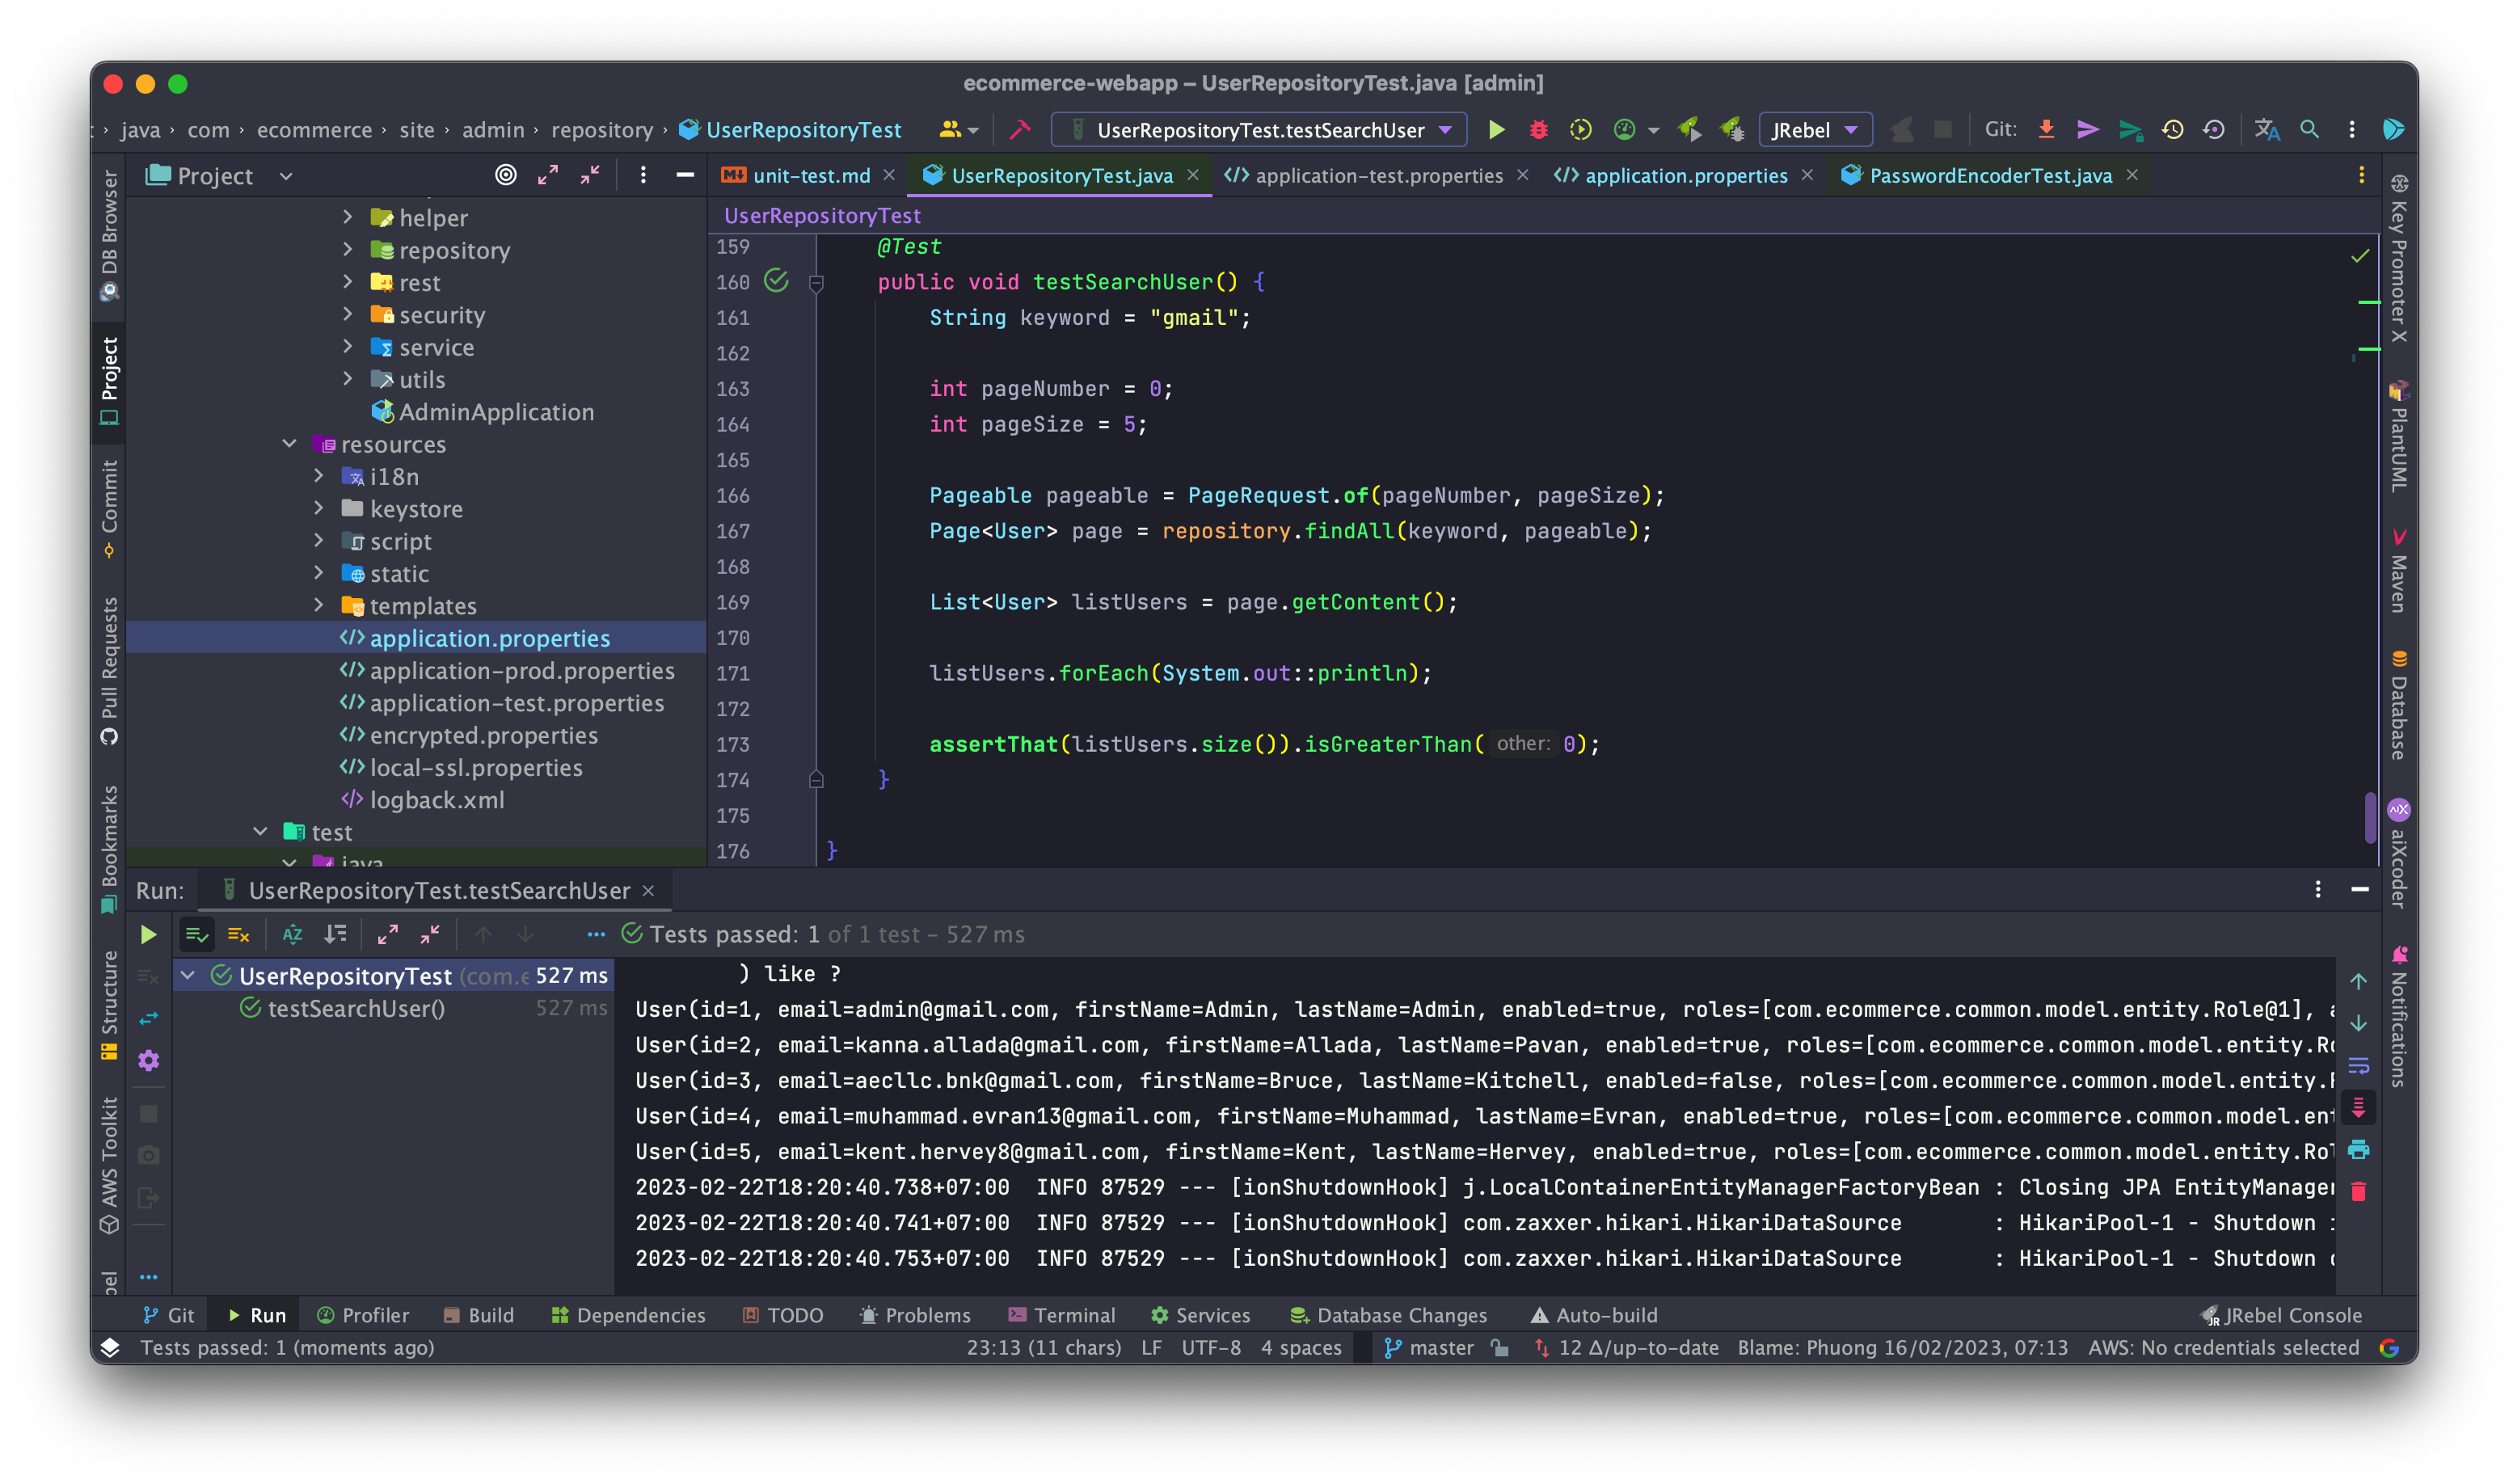 ecommerce-webapp – UserRepositoryTest.java [admin]
java › com › ecommerce › site › admin › repository › UserRepositoryTest
UserRepositoryTest.testSearchUser
JRebel
Git:
DB Browser
Project
Commit
Pull Requests
Bookmarks
Structure
AWS Toolkit
Project
helper
repository
rest
security
service
utils
AdminApplication
resources
i18n
keystore
script
static
templates
application.properties
application-prod.properties
application-test.properties
encrypted.properties
local-ssl.properties
logback.xml
test
java
unit-test.md
UserRepositoryTest.java
application-test.properties
application.properties
PasswordEncoderTest.java
UserRepositoryTest
159 @Test
160 public void testSearchUser() {
161 String keyword = "gmail";
162
163 int pageNumber = 0;
164 int pageSize = 5;
165
166 Pageable pageable = PageRequest.of(pageNumber, pageSize);
167 Page<User> page = repository.findAll(keyword, pageable);
168
169 List<User> listUsers = page.getContent();
170
171 listUsers.forEach(System.out::println);
172
173 assertThat(listUsers.size()).isGreaterThan( other: 0);
174 }
175
176 }
Key Promoter X
PlantUML
Maven
Database
aiXcoder
Notifications
Run: UserRepositoryTest.testSearchUser
Tests passed: 1 of 1 test – 527 ms
UserRepositoryTest (com.e 527 ms
testSearchUser() 527 ms
) like ?
User(id=1, email=admin@gmail.com, firstName=Admin, lastName=Admin, enabled=true, roles=[com.ecommerce.common.model.entity.Role@1],
User(id=2, email=kanna.allada@gmail.com, firstName=Allada, lastName=Pavan, enabled=true, roles=[com.ecommerce.common.model.entity.Ro
User(id=3, email=aecllc.bnk@gmail.com, firstName=Bruce, lastName=Kitchell, enabled=false, roles=[com.ecommerce.common.model.entity.
User(id=4, email=muhammad.evran13@gmail.com, firstName=Muhammad, lastName=Evran, enabled=true, roles=[com.ecommerce.common.model.ent
User(id=5, email=kent.hervey8@gmail.com, firstName=Kent, lastName=Hervey, enabled=true, roles=[com.ecommerce.common.model.entity.Rol
2023-02-22T18:20:40.738+07:00 INFO 87529 --- [ionShutdownHook] j.LocalContainerEntityManagerFactoryBean : Closing JPA EntityManager
2023-02-22T18:20:40.741+07:00 INFO 87529 --- [ionShutdownHook] com.zaxxer.hikari.HikariDataSource : HikariPool-1 - Shutdown
2023-02-22T18:20:40.753+07:00 INFO 87529 --- [ionShutdownHook] com.zaxxer.hikari.HikariDataSource : HikariPool-1 - Shutdown
Git Run Profiler Build Dependencies TODO Problems Terminal Services Database Changes Auto-build JRebel Console
Tests passed: 1 (moments ago) 23:13 (11 chars) LF UTF-8 4 spaces master 12 Δ/up-to-date Blame: Phuong 16/02/2023, 07:13 AWS: No credentials selected